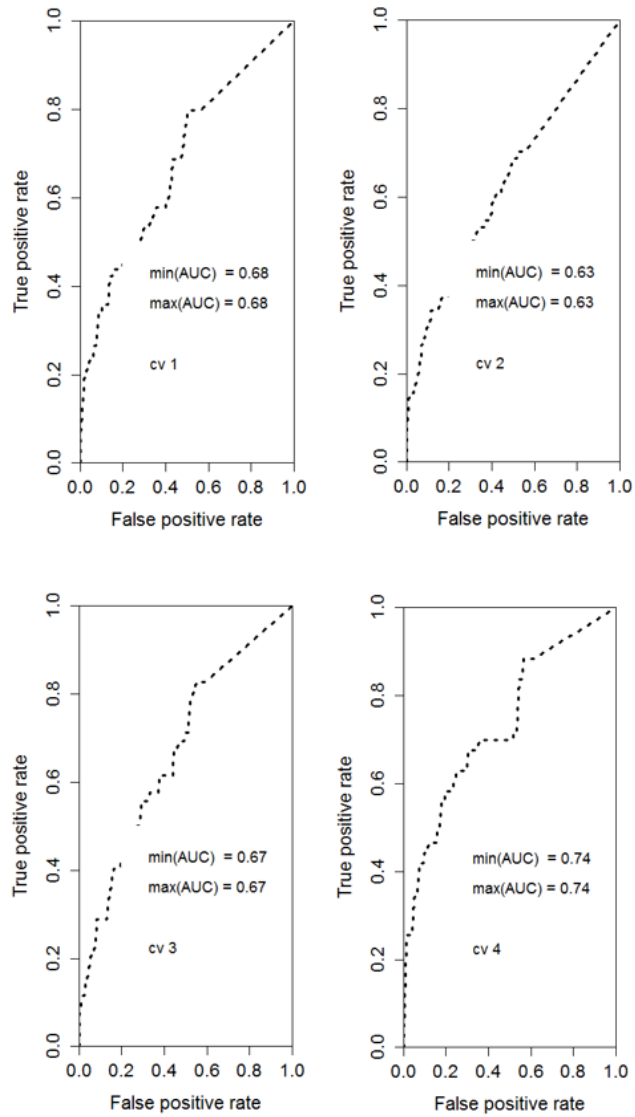 True positive rate
0.0 0.2 0.4 0.6 0.8 1.0
min(AUC) = 0.68
max(AUC) = 0.68
cv 1
0.0 0.2 0.4 0.6 0.8 1.0
False positive rate
True positive rate
0.0 0.2 0.4 0.6 0.8 1.0
min(AUC) = 0.63
max(AUC) = 0.63
cv 2
0.0 0.2 0.4 0.6 0.8 1.0
False positive rate
True positive rate
0.0 0.2 0.4 0.6 0.8 1.0
min(AUC) = 0.67
max(AUC) = 0.67
cv 3
0.0 0.2 0.4 0.6 0.8 1.0
False positive rate
True positive rate
0.0 0.2 0.4 0.6 0.8 1.0
min(AUC) = 0.74
max(AUC) = 0.74
cv 4
0.0 0.2 0.4 0.6 0.8 1.0
False positive rate